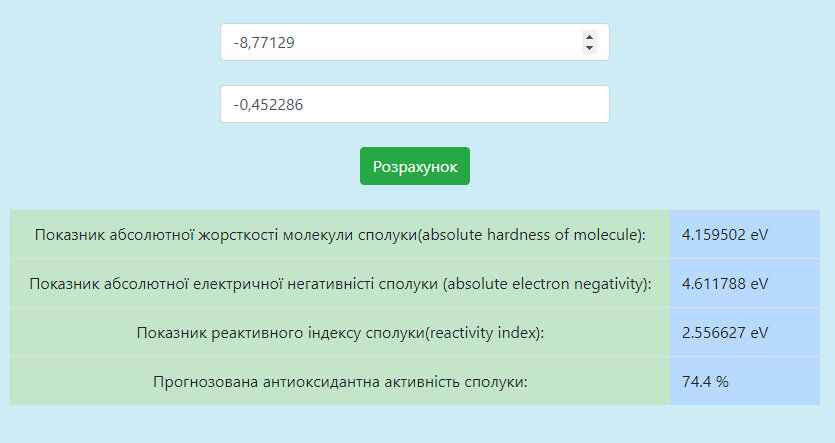 -8,77129
-0,452286
Розрахунок
Показник абсолютної жорсткості молекули сполуки(absolute hardness of molecule): 4.159502 eV
Показник абсолютної електричної негативністі сполуки (absolute electron negativity): 4.611788 eV
Показник реактивного індексу сполуки(reactivity index): 2.556627 eV
Прогнозована антиоксидантна активність сполуки: 74.4 %